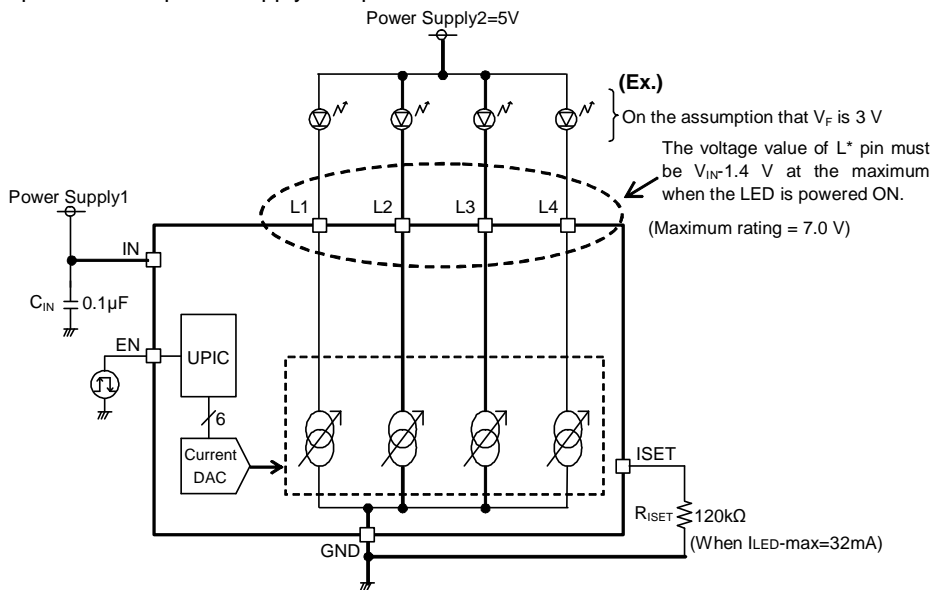 Power Supply2=5V
(Ex.)
On the assumption that VF is 3 V
The voltage value of L* pin must
be VIN-1.4 V at the maximum
when the LED is powered ON.
(Maximum rating = 7.0 V)
Power Supply1
L1 L2 L3 L4
IN
CIN 0.1µF
EN
UPIC
6
Current
DAC
ISET
RISET 120kΩ
(When ILED-max=32mA)
GND